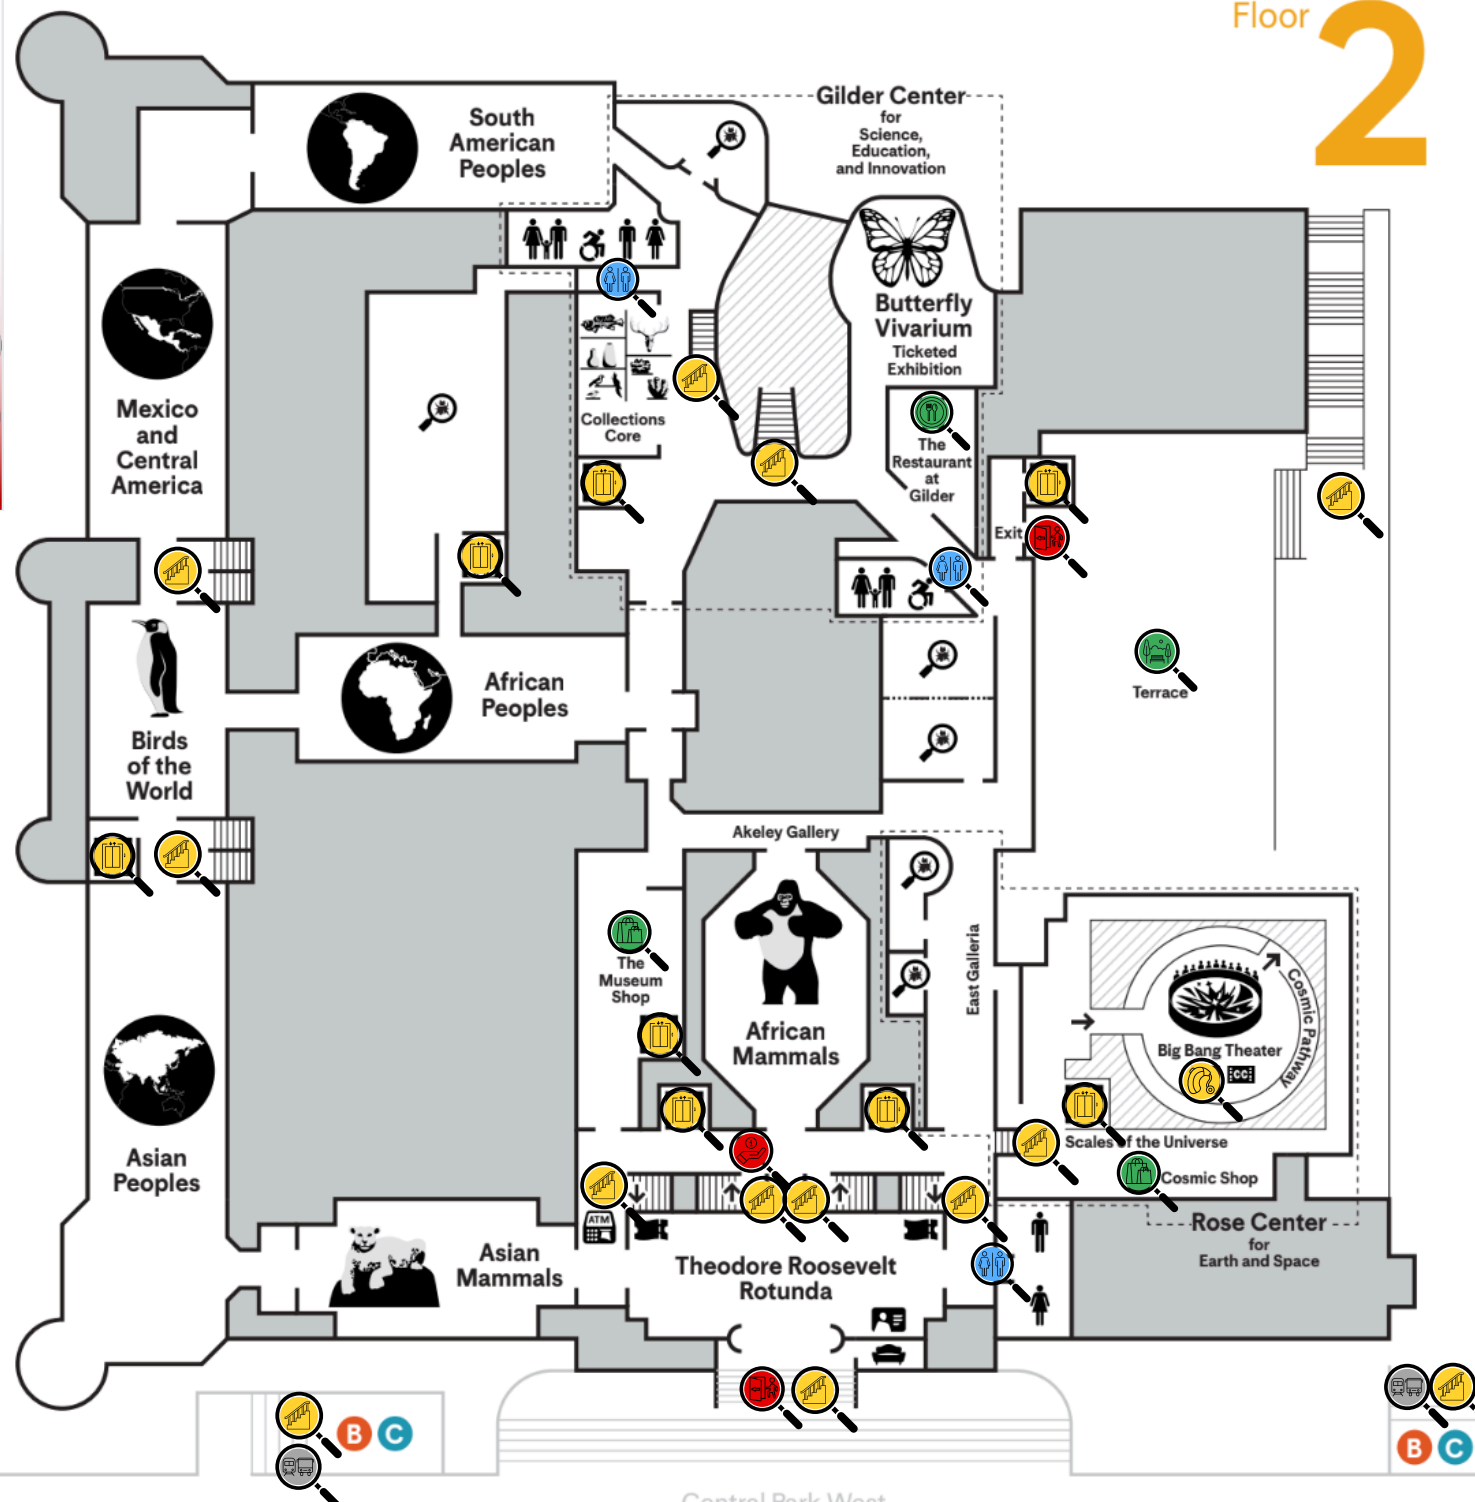 Floor
2
Gilder Center
for
Science,
Education,
and Innovation
South
American
Peoples
Butterfly
Vivarium
Ticketed
Exhibition
Mexico
and
Central
America
Collections
Core
The
Restaurant
at
Gilder
Exit
Terrace
African
Peoples
Birds
of the
World
Akeley Gallery
The
Museum
Shop
African
Mammals
East Galleria
Cosmic Pathway
Big Bang Theater
CC
Scales of the Universe
Cosmic Shop
Asian
Peoples
ATM
Asian
Mammals
Theodore Roosevelt
Rotunda
Rose Center
for
Earth and Space
B C
B C
Central Park West